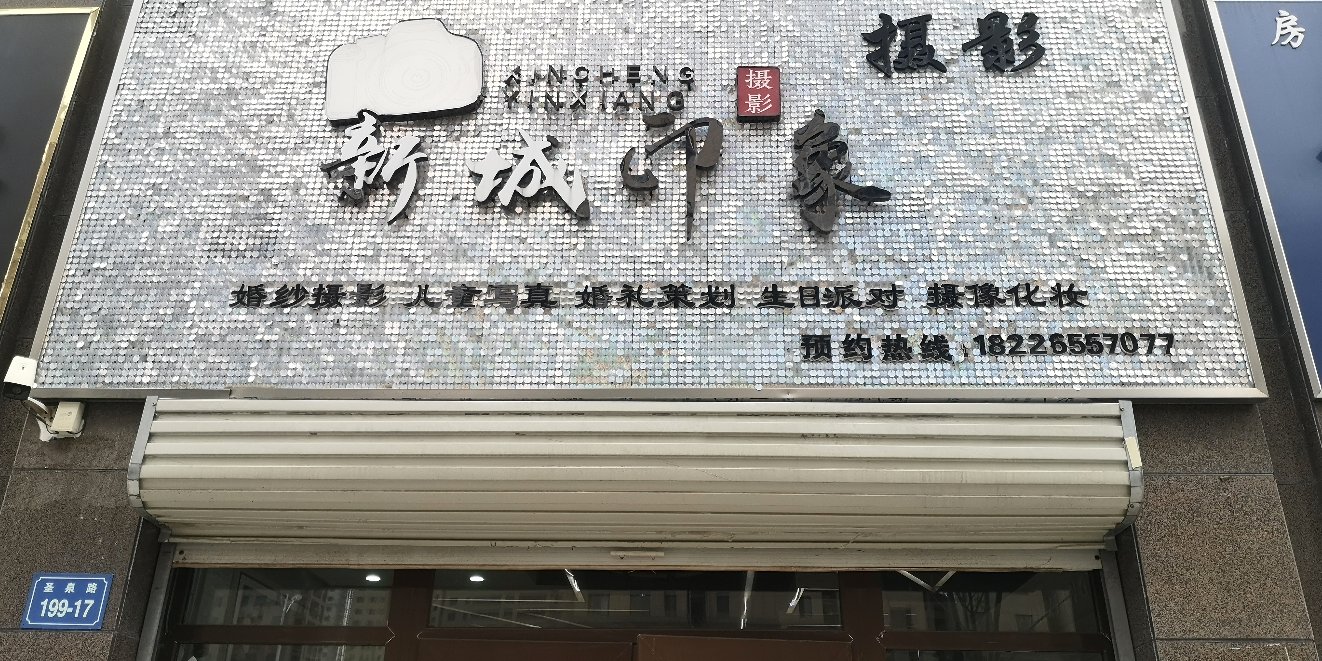 摄影
XINCHENG
YINXIANG
摄影
新城印象
婚纱摄影 儿童写真 婚礼策划 生日派对 摄像化妆
预约热线 18226557077
房
圣泉路
199-17